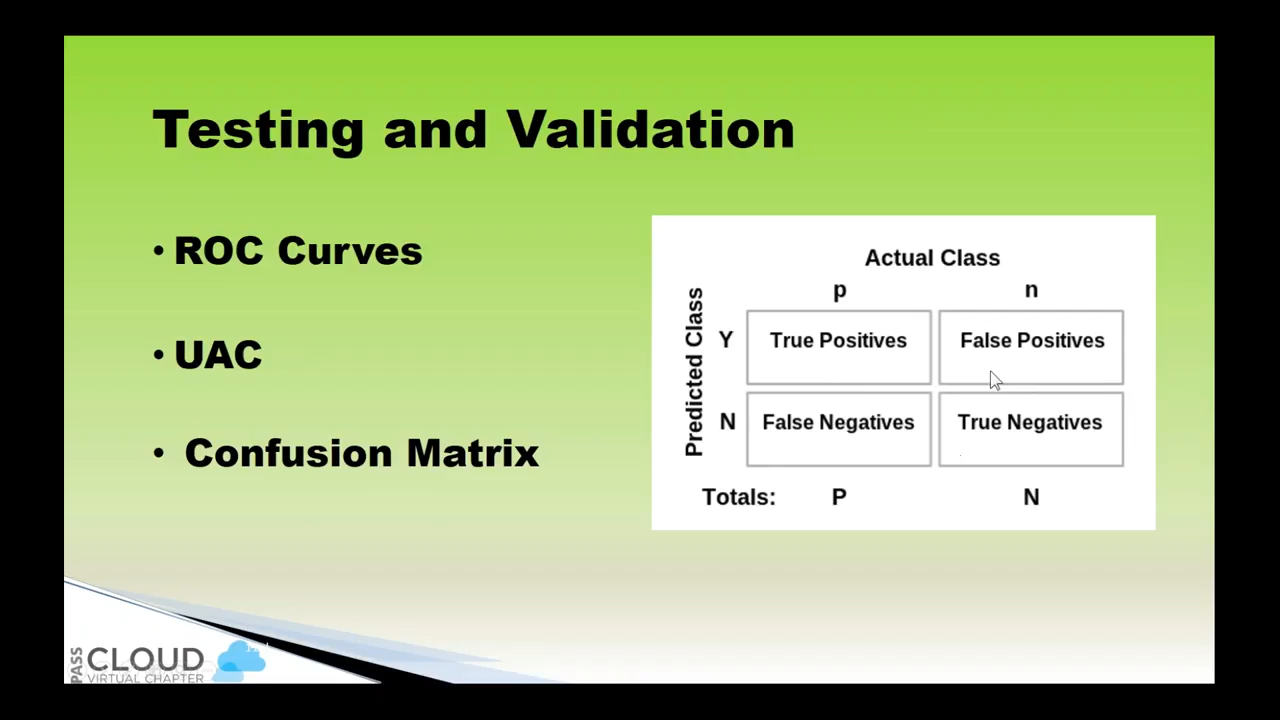 Testing and Validation
• ROC Curves
• UAC
• Confusion Matrix
Actual Class
p n
Predicted Class
Y True Positives False Positives
N False Negatives True Negatives
Totals: P N
PASS
CLOUD
VIRTUAL CHAPTER